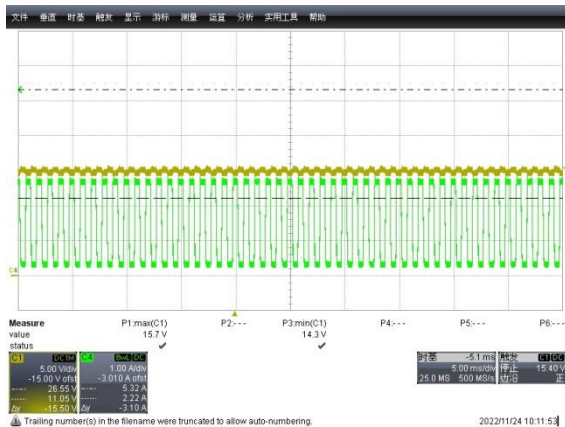 文件 垂直 时基 触发 显示 游标 测量 运算 分析 实用工具 帮助
C4
Measure P1:max(C1) P2:--- P3:min(C1) P4:--- P5:--- P6:---
value 15.7 V 14.3 V
status
C1 DC1M C4 BwL DC 时基 -5.1 ms 触发 C1 DC
5.00 V/div 1.00 A/div 5.00 ms/div 停止 15.40 V
-15.00 V ofst -3.010 A ofst 25.0 MS 500 MS/s 边沿 正
26.55 V 5.32 A
11.05 V 2.22 A
Δy -15.50 V Δy -3.10 A
Trailing number(s) in the filename were truncated to allow auto-numbering. 2022/11/24 10:11:53